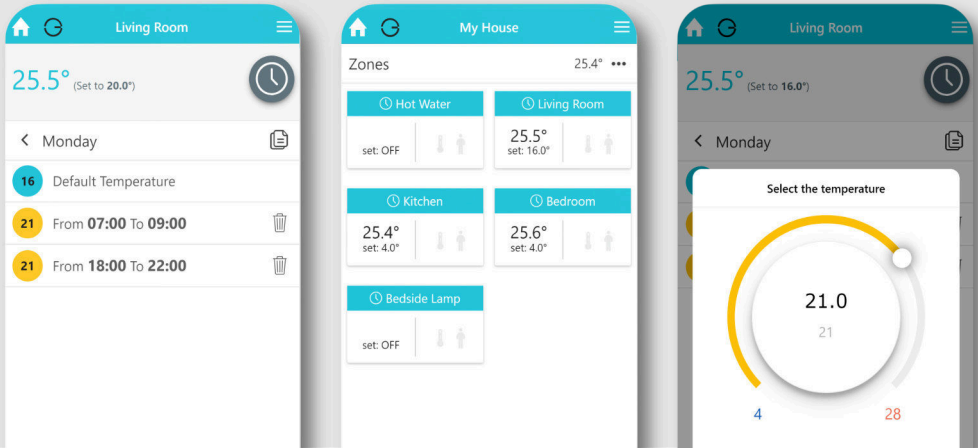 Living Room
25.5° (Set to 20.0°)
Monday
16 Default Temperature
21 From 07:00 To 09:00
21 From 18:00 To 22:00
My House
Zones 25.4° •••
Hot Water
set: OFF
Living Room
25.5°
set: 16.0°
Kitchen
25.4°
set: 4.0°
Bedroom
25.6°
set: 4.0°
Bedside Lamp
set: OFF
Living Room
25.5° (Set to 16.0°)
Monday
Select the temperature
21.0
21
4
28